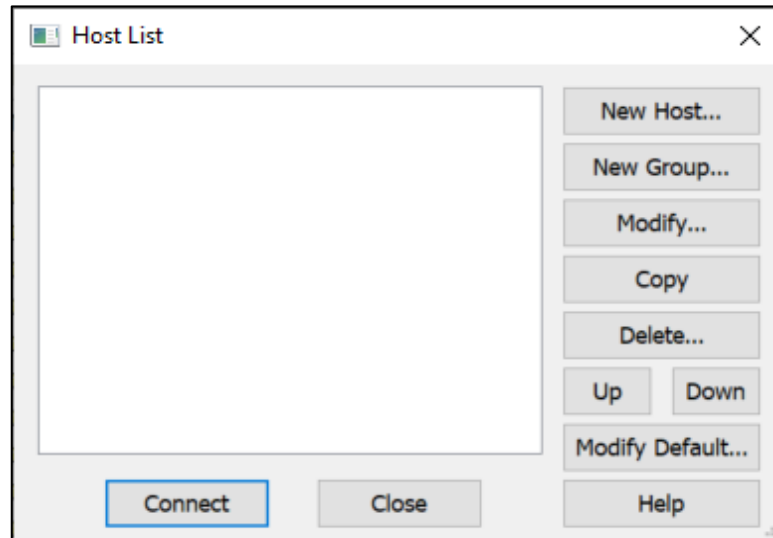 Host List
New Host...
New Group...
Modify...
Copy
Delete...
Up Down
Modify Default...
Connect Close Help